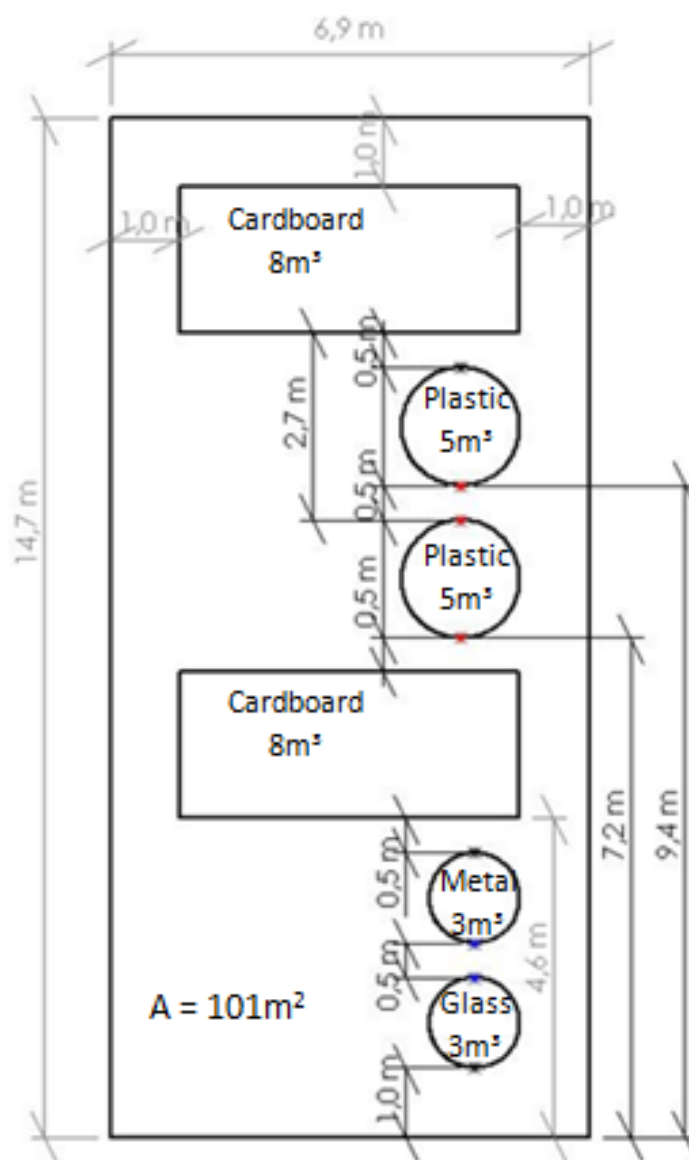 6,9 m
1,0 m
1,0 m
1,0 m
Cardboard
8m³
0,5 m
2,7 m
Plastic
5m³
0,5 m
14,7 m
Plastic
5m³
0,5 m
Cardboard
8m³
7,2 m
9,4 m
0,5 m
Metal
3m³
4,6 m
0,5 m
A = 101m²
Glass
3m³
1,0 m